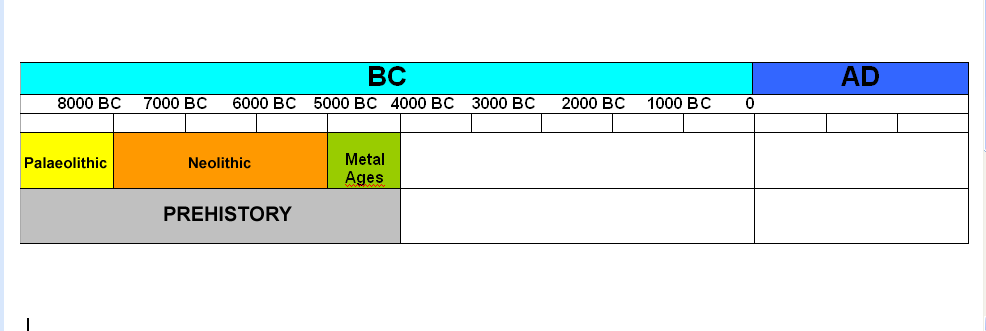 BC AD
8000 BC 7000 BC 6000 BC 5000 BC 4000 BC 3000 BC 2000 BC 1000 BC 0
Palaeolithic Neolithic Metal
Ages
PREHISTORY